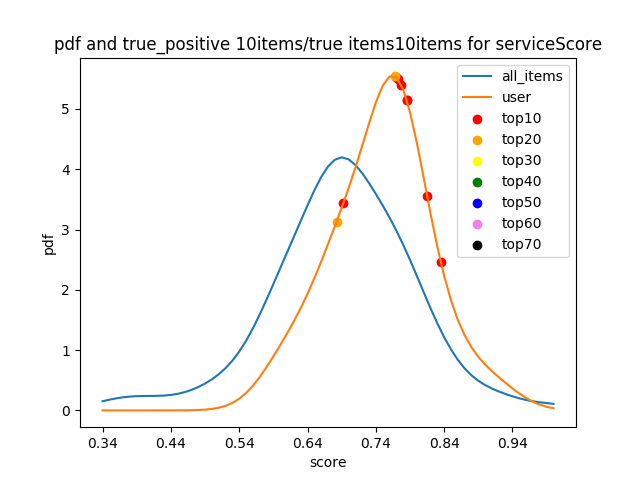 pdf and true_positive 10items/true items10items for serviceScore
all_items
user
top10
top20
top30
top40
top50
top60
top70
pdf
5
4
3
2
1
0
0.34 0.44 0.54 0.64 0.74 0.84 0.94
score